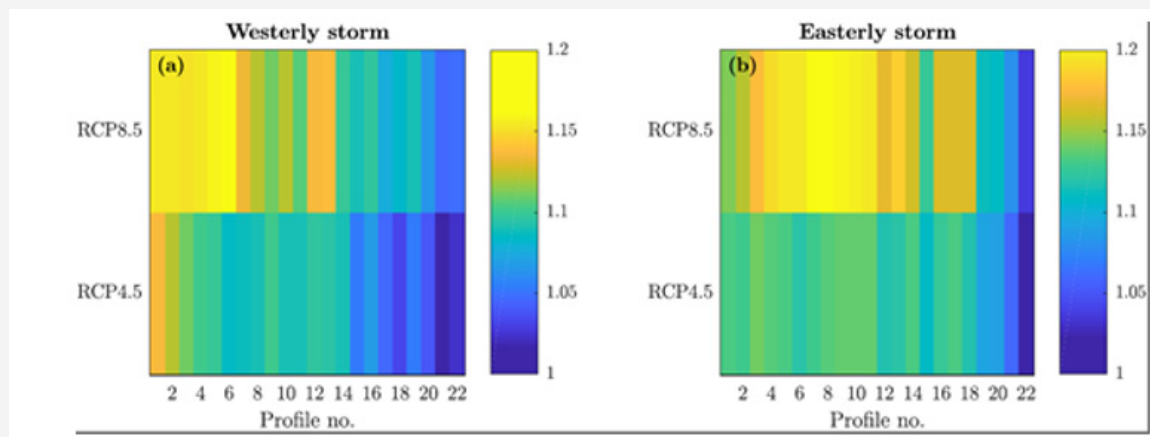 Westerly storm
(a)
RCP8.5
RCP4.5
1.2
1.15
1.1
1.05
1
2 4 6 8 10 12 14 16 18 20 22
Profile no.
Easterly storm
(b)
RCP8.5
RCP4.5
1.2
1.15
1.1
1.05
1
2 4 6 8 10 12 14 16 18 20 22
Profile no.